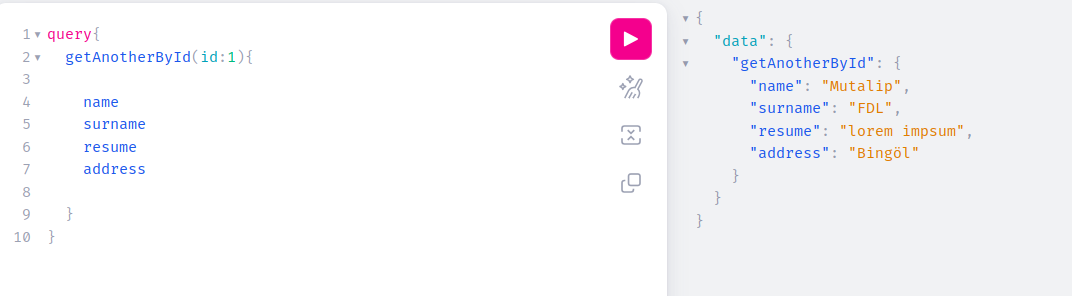 1 query{
2 getAnotherById(id:1){
3
4 name
5 surname
6 resume
7 address
8
9 }
10 }
{
"data": {
"getAnotherById": {
"name": "Mutalip",
"surname": "FDL",
"resume": "lorem impsum",
"address": "Bingöl"
}
}
}